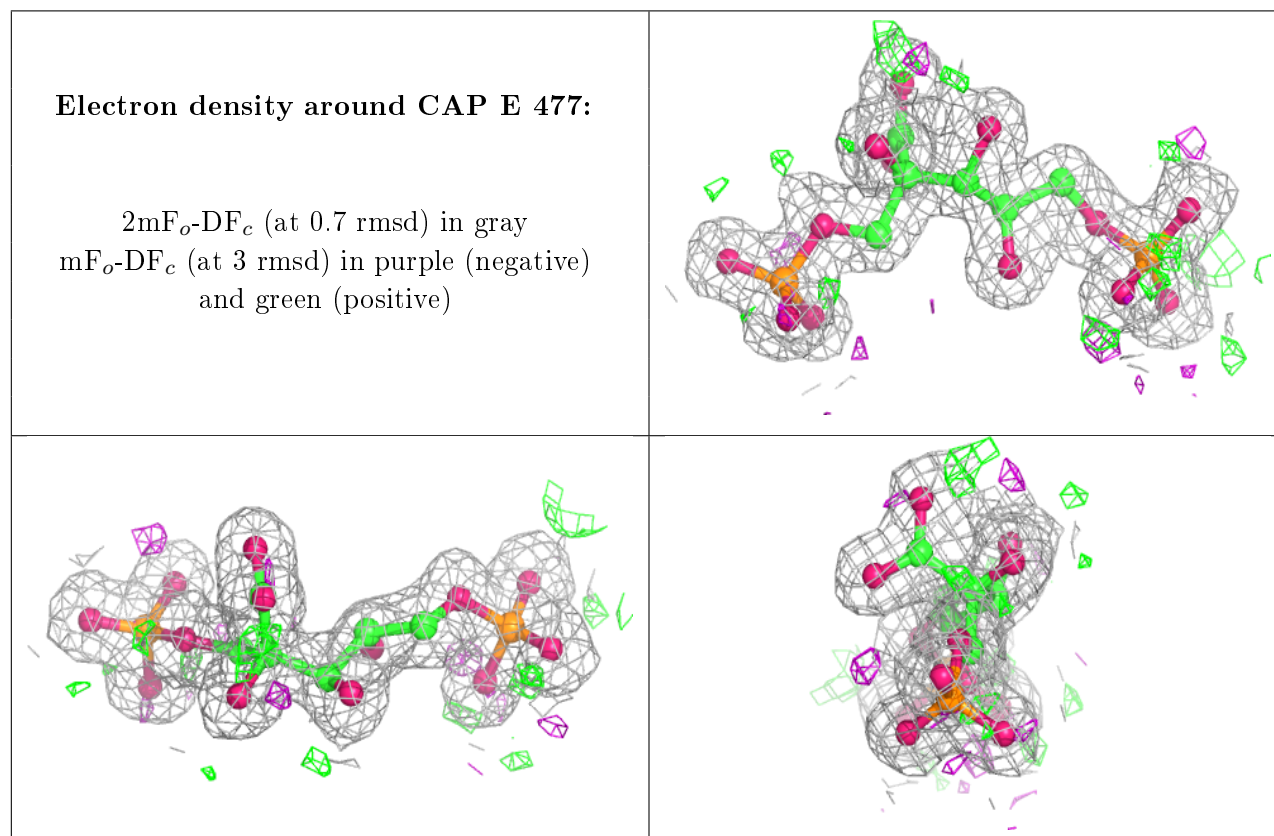 Electron density around CAP E 477:
2mFo-DFc (at 0.7 rmsd) in gray
mFo-DFc (at 3 rmsd) in purple (negative)
and green (positive)